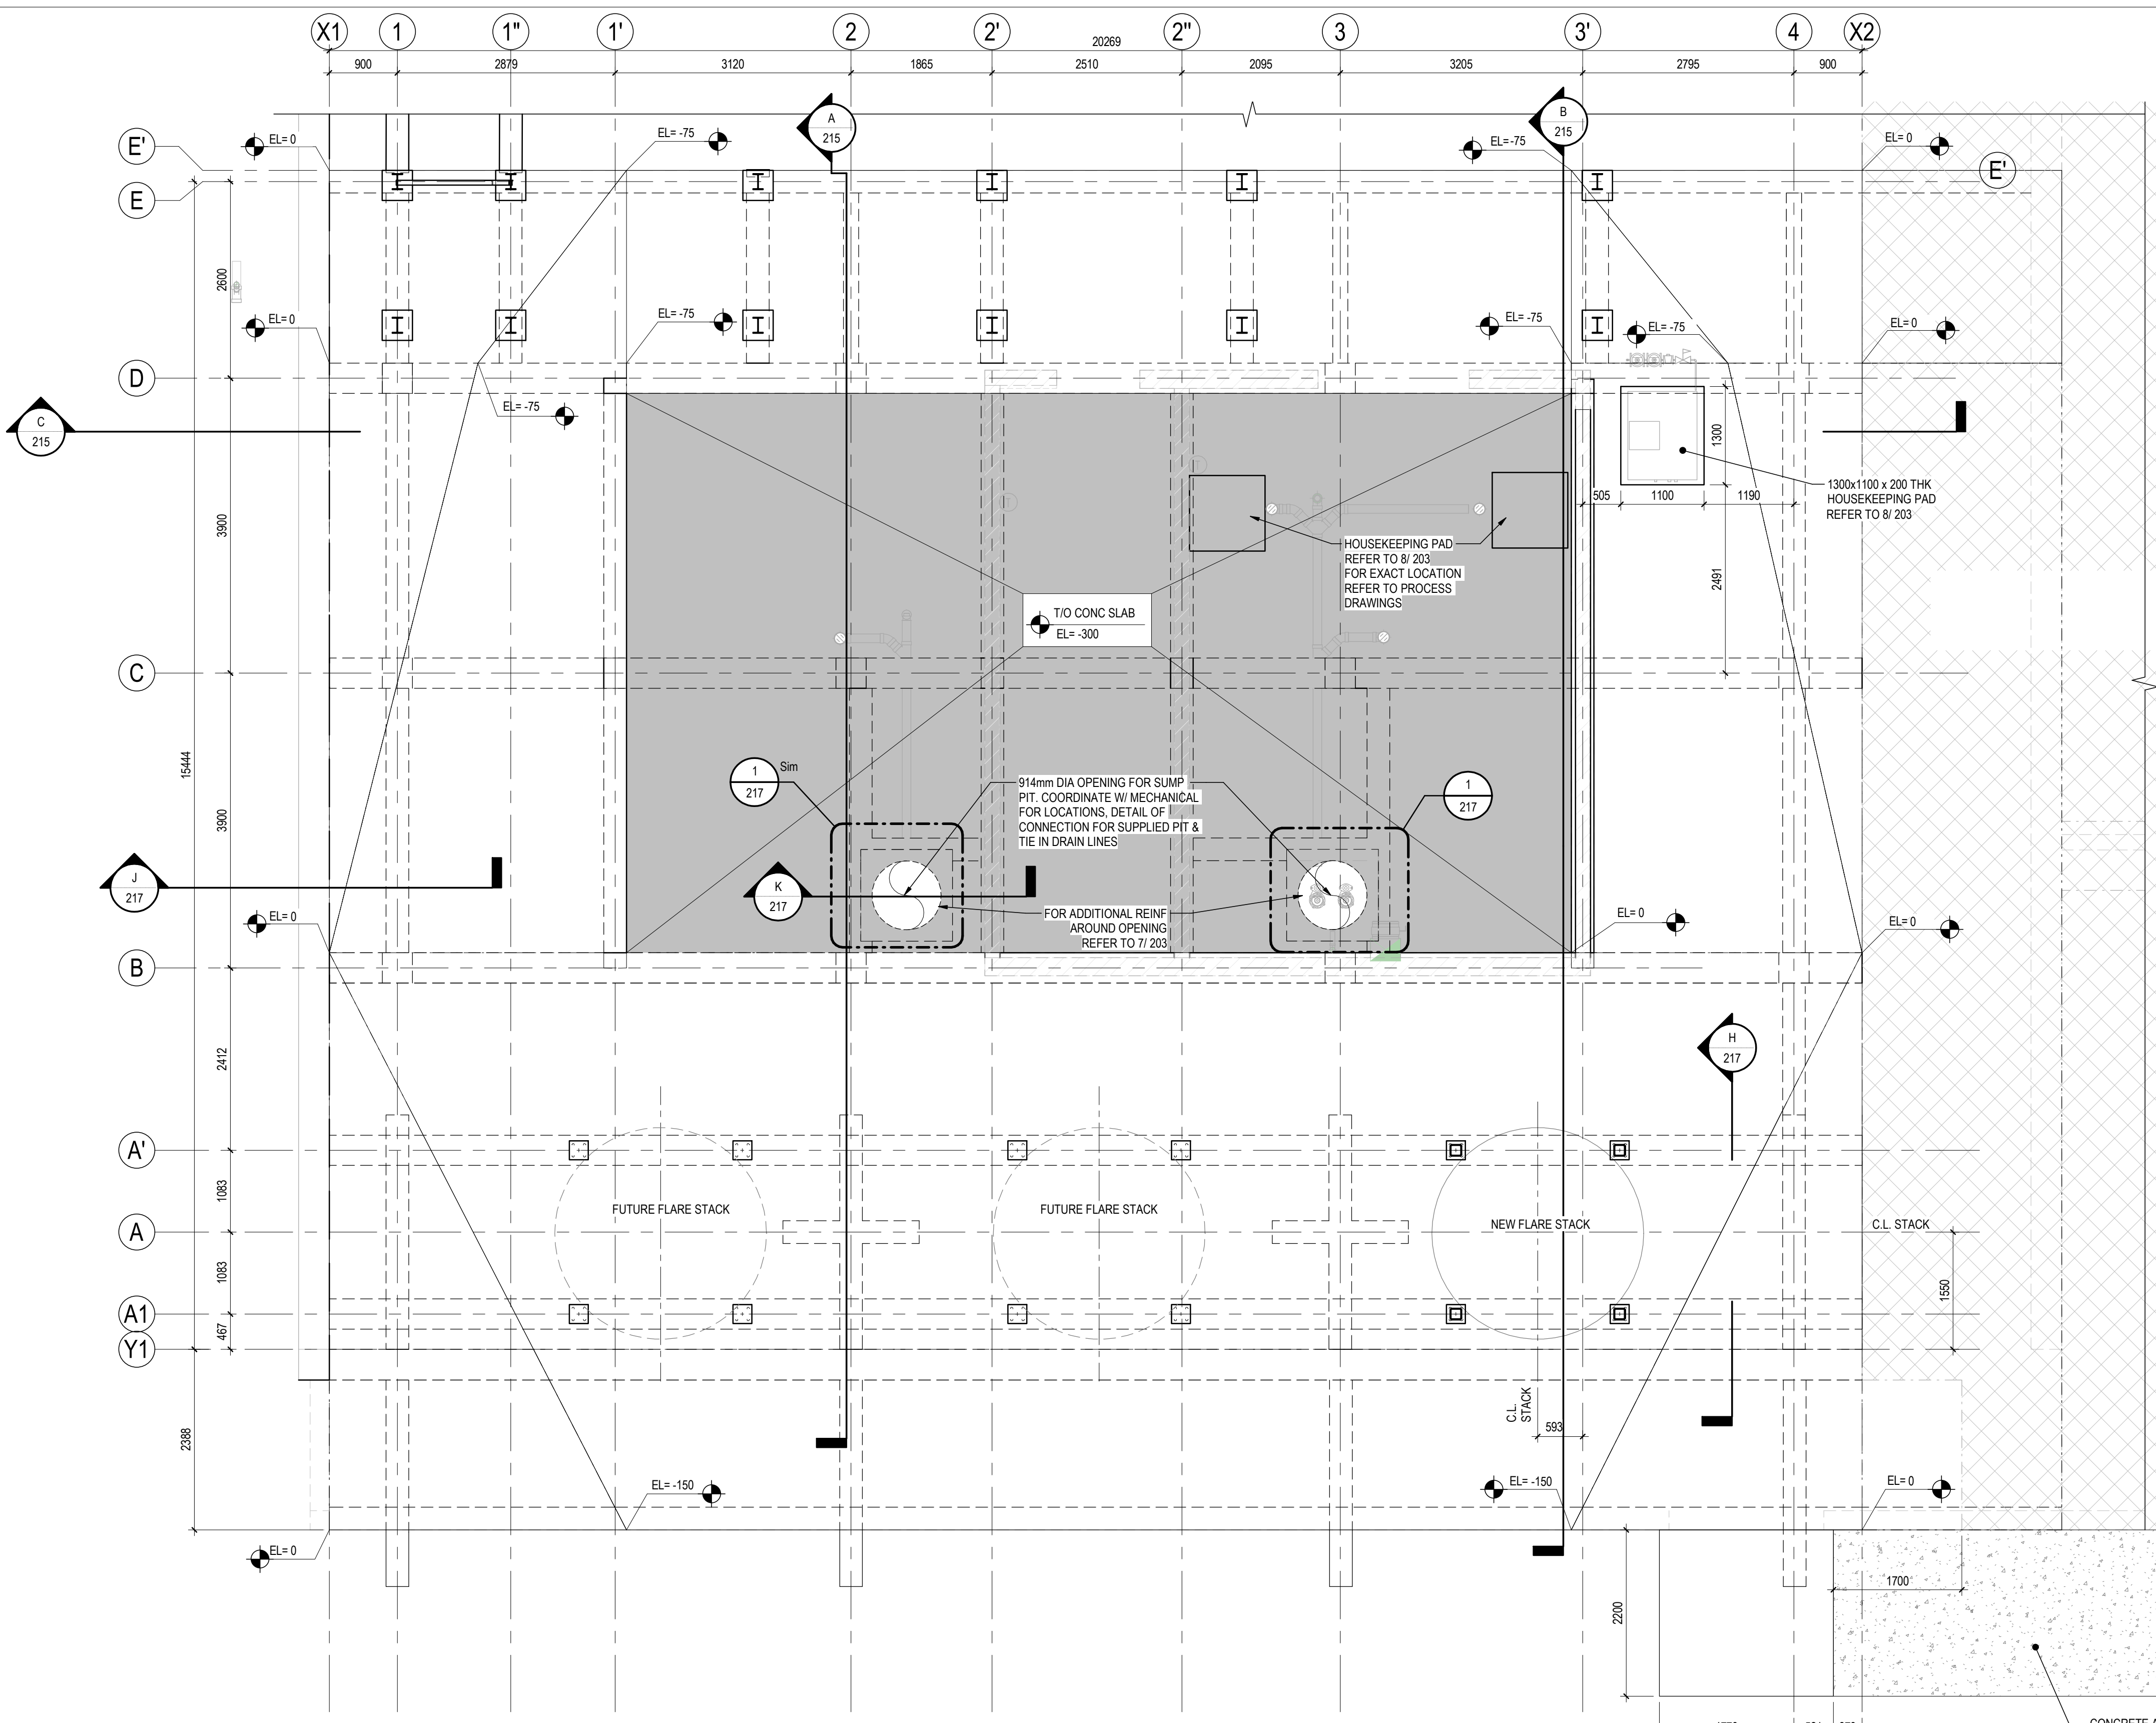 X1 1 1" 1' 2 2' 2" 3 3' 4 X2
20269
900 2879 3120 1865 2510 2095 3205 2795 900
A
215
B
215
E'
EL= 0
EL= -75
EL=-75
EL= 0
E'
E
2600
EL= 0
EL= -75
EL= -75
EL= -75
EL= 0
D
EL= -75
C
215
1300
505 1100 1190
1300x1100 x 200 THK
HOUSEKEEPING PAD
REFER TO 8/ 203
3900
HOUSEKEEPING PAD
REFER TO 8/ 203
FOR EXACT LOCATION
REFER TO PROCESS
DRAWINGS
2491
T/O CONC SLAB
EL= -300
C
15444
3900
1
217
Sim
914mm DIA OPENING FOR SUMP
PIT. COORDINATE W/ MECHANICAL
FOR LOCATIONS, DETAIL OF
CONNECTION FOR SUPPLIED PIT &
TIE IN DRAIN LINES
1
217
J
217
K
217
FOR ADDITIONAL REINF
AROUND OPENING
REFER TO 7/ 203
EL= 0
EL= 0
EL= 0
B
2412
H
217
A'
1083
FUTURE FLARE STACK
FUTURE FLARE STACK
NEW FLARE STACK
C.L. STACK
A
1083
1550
A1
467
Y1
C.L.
STACK
593
2388
EL= -150
EL= -150
EL= 0
EL= 0
1700
2200